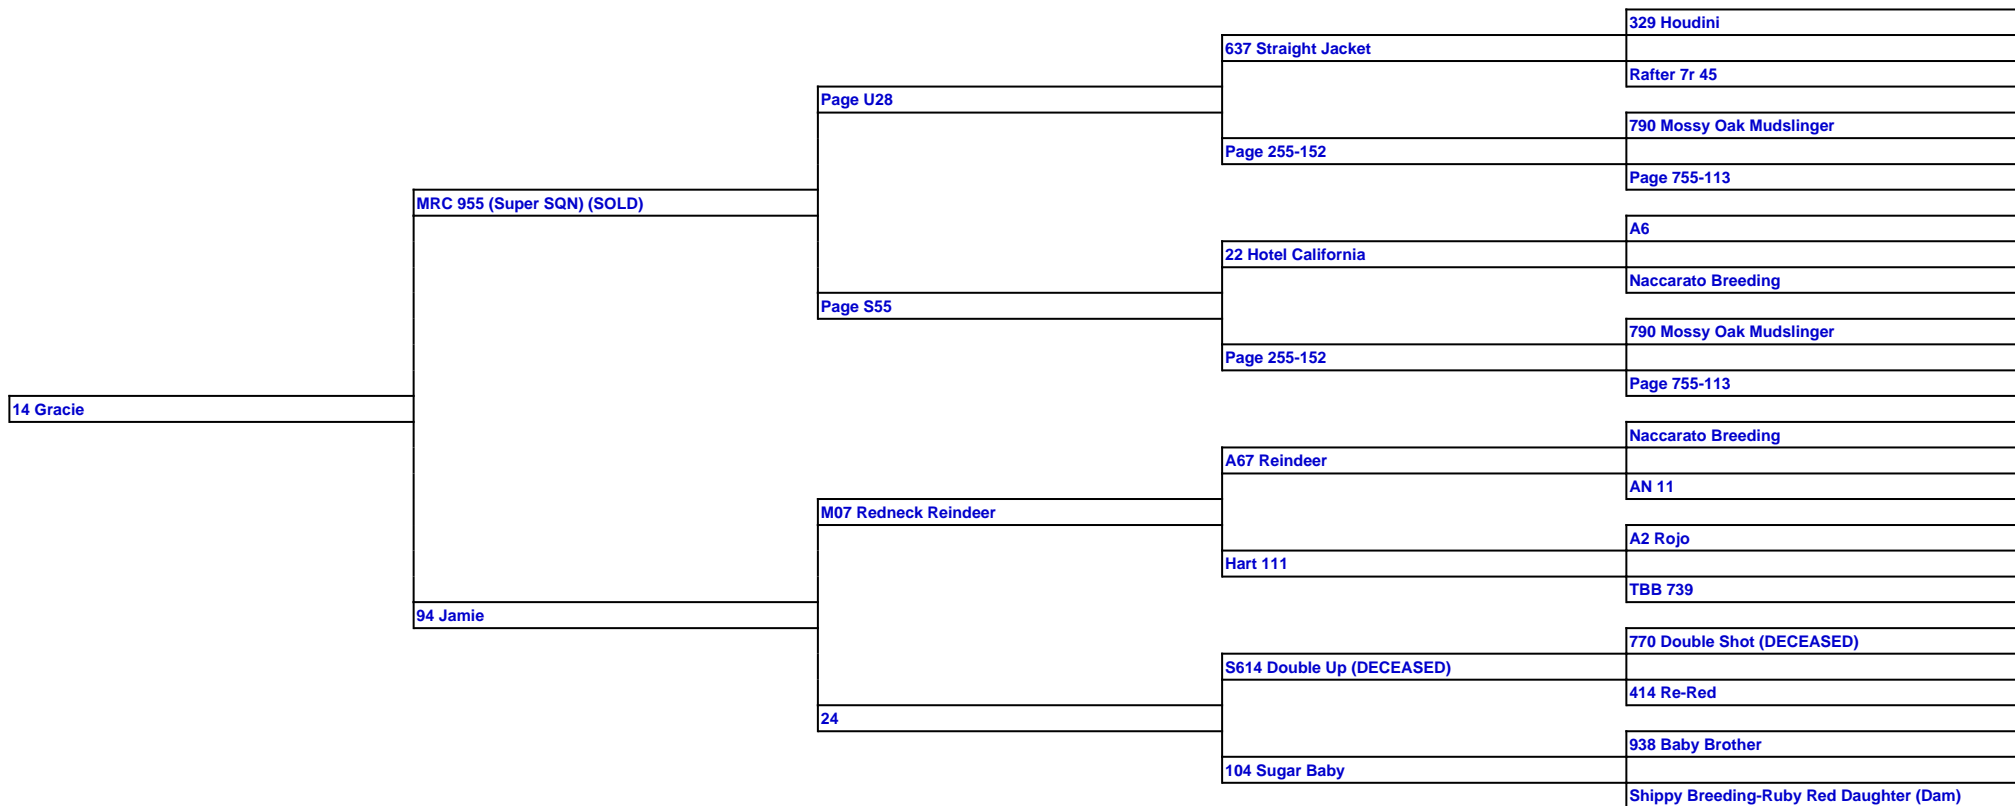 329 Houdini
637 Straight Jacket
Rafter 7r 45
Page U28
790 Mossy Oak Mudslinger
Page 255-152
Page 755-113
MRC 955 (Super SQN) (SOLD)
A6
22 Hotel California
Naccarato Breeding
Page S55
790 Mossy Oak Mudslinger
Page 255-152
Page 755-113
14 Gracie
Naccarato Breeding
A67 Reindeer
AN 11
M07 Redneck Reindeer
A2 Rojo
Hart 111
TBB 739
94 Jamie
770 Double Shot (DECEASED)
S614 Double Up (DECEASED)
414 Re-Red
24
938 Baby Brother
104 Sugar Baby
Shippy Breeding-Ruby Red Daughter (Dam)